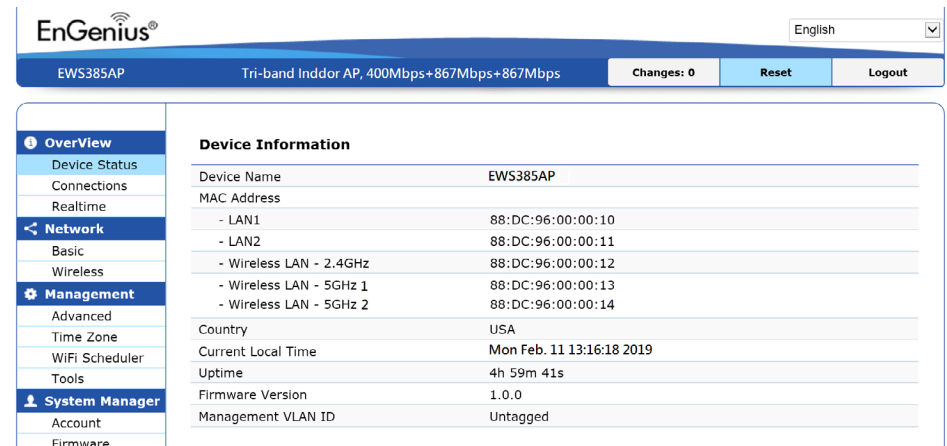 EnGenius®
English
EWS385AP Tri-band Inddor AP, 400Mbps+867Mbps+867Mbps Changes: 0 Reset Logout
OverView
Device Status
Connections
Realtime
Network
Basic
Wireless
Management
Advanced
Time Zone
WiFi Scheduler
Tools
System Manager
Account
Firmware
Device Information
Device Name EWS385AP
MAC Address
- LAN1 88:DC:96:00:00:10
- LAN2 88:DC:96:00:00:11
- Wireless LAN - 2.4GHz 88:DC:96:00:00:12
- Wireless LAN - 5GHz 1 88:DC:96:00:00:13
- Wireless LAN - 5GHz 2 88:DC:96:00:00:14
Country USA
Current Local Time Mon Feb. 11 13:16:18 2019
Uptime 4h 59m 41s
Firmware Version 1.0.0
Management VLAN ID Untagged